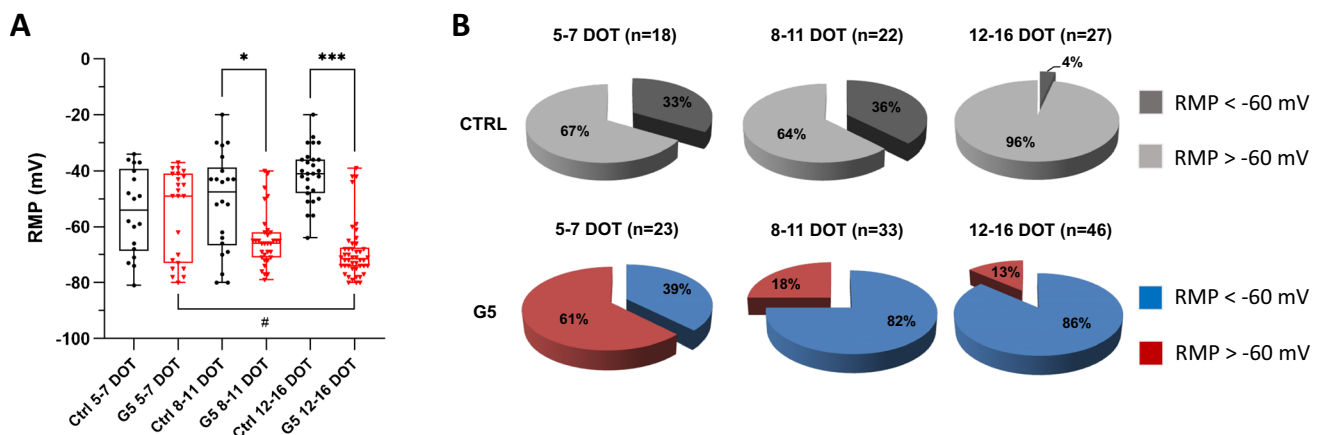 A
RMP (mV)
0
-20
-40
-60
-80
-100
*
***
#
Ctrl 5-7 DOT
G5 5-7 DOT
Ctrl 8-11 DOT
G5 8-11 DOT
Ctrl 12-16 DOT
G5 12-16 DOT
B
5-7 DOT (n=18)
8-11 DOT (n=22)
12-16 DOT (n=27)
CTRL
33%
67%
36%
64%
4%
96%
RMP < -60 mV
RMP > -60 mV
5-7 DOT (n=23)
8-11 DOT (n=33)
12-16 DOT (n=46)
G5
39%
61%
18%
82%
13%
86%
RMP < -60 mV
RMP > -60 mV